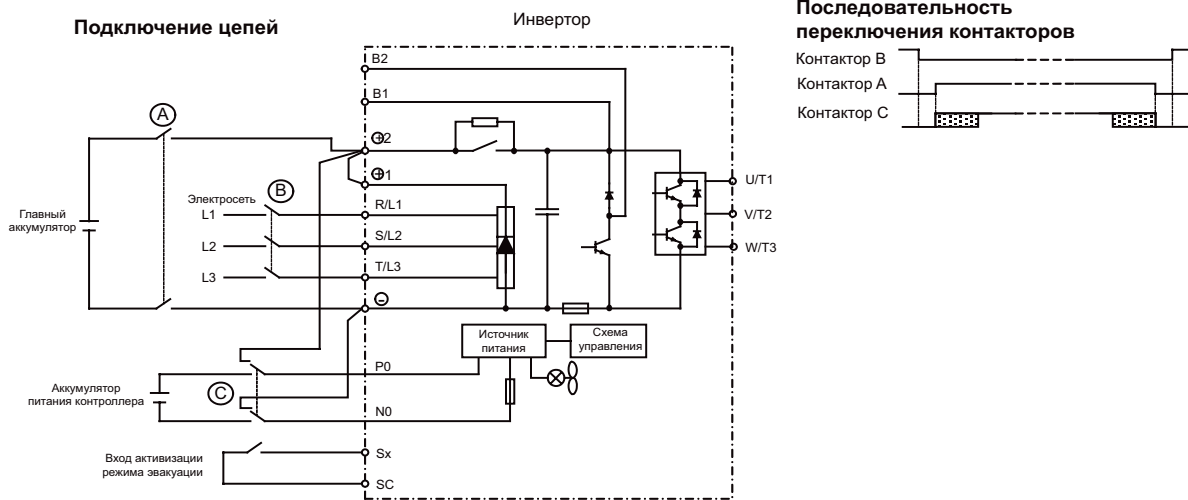 Подключение цепей
Инвертор
Последовательность
переключения контакторов
Контактор В
Контактор А
Контактор С
B2
B1
A
⊕2
⊕1
B
Электросеть
Главный
аккумулятор
L1
R/L1
L2
S/L2
L3
T/L3
⊖
U/T1
V/T2
W/T3
Источник
питания
Схема
управления
P0
Аккумулятор
питания контроллера
C
N0
Вход активизации
режима эвакуации
Sx
SC